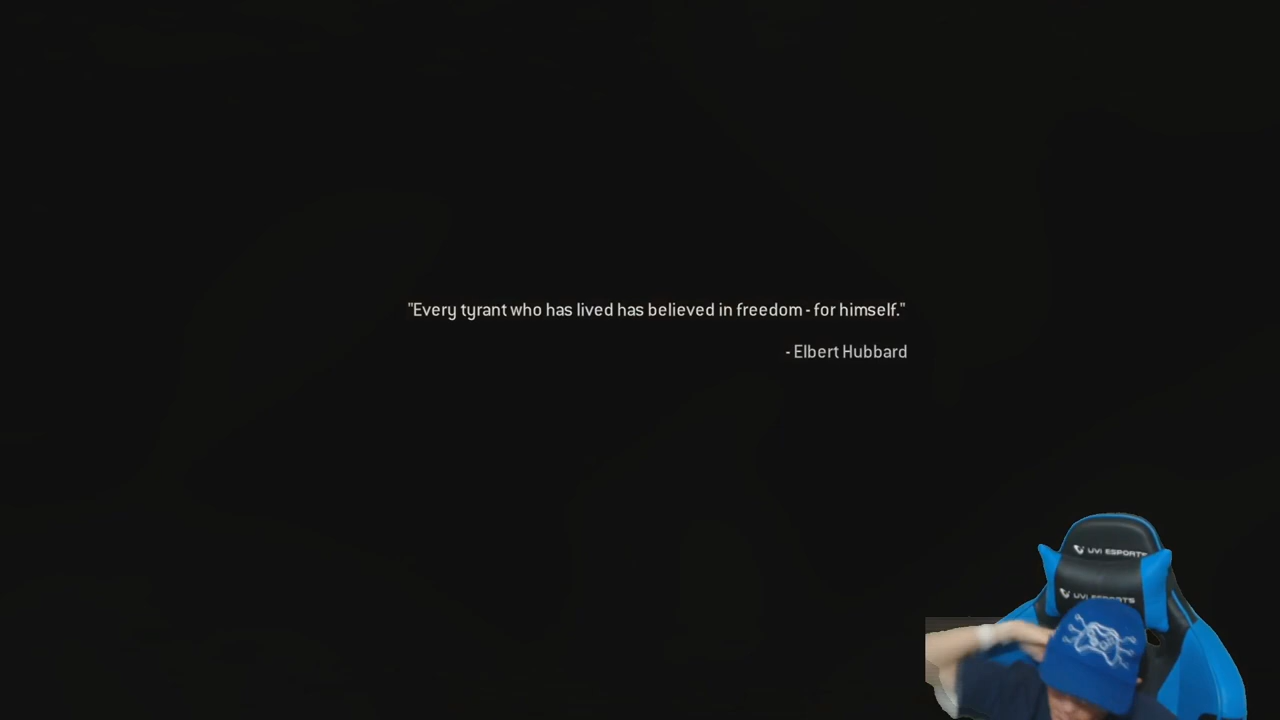 "Every tyrant who has lived has believed in freedom - for himself."
- Elbert Hubbard
UVI ESPORTS
UVI ESPORTS